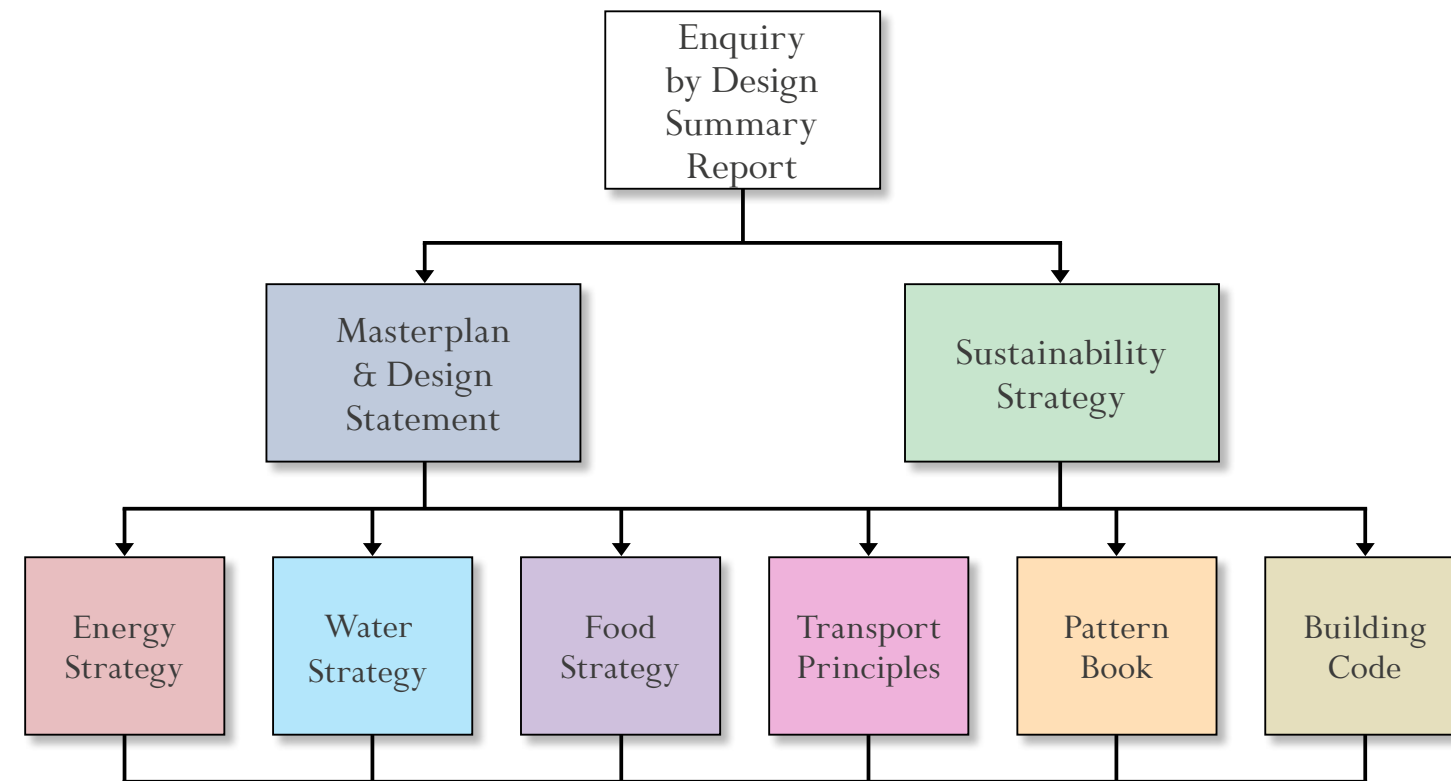 Enquiry
by Design
Summary
Report
Masterplan
& Design
Statement
Sustainability
Strategy
Energy
Strategy
Water
Strategy
Food
Strategy
Transport
Principles
Pattern
Book
Building
Code